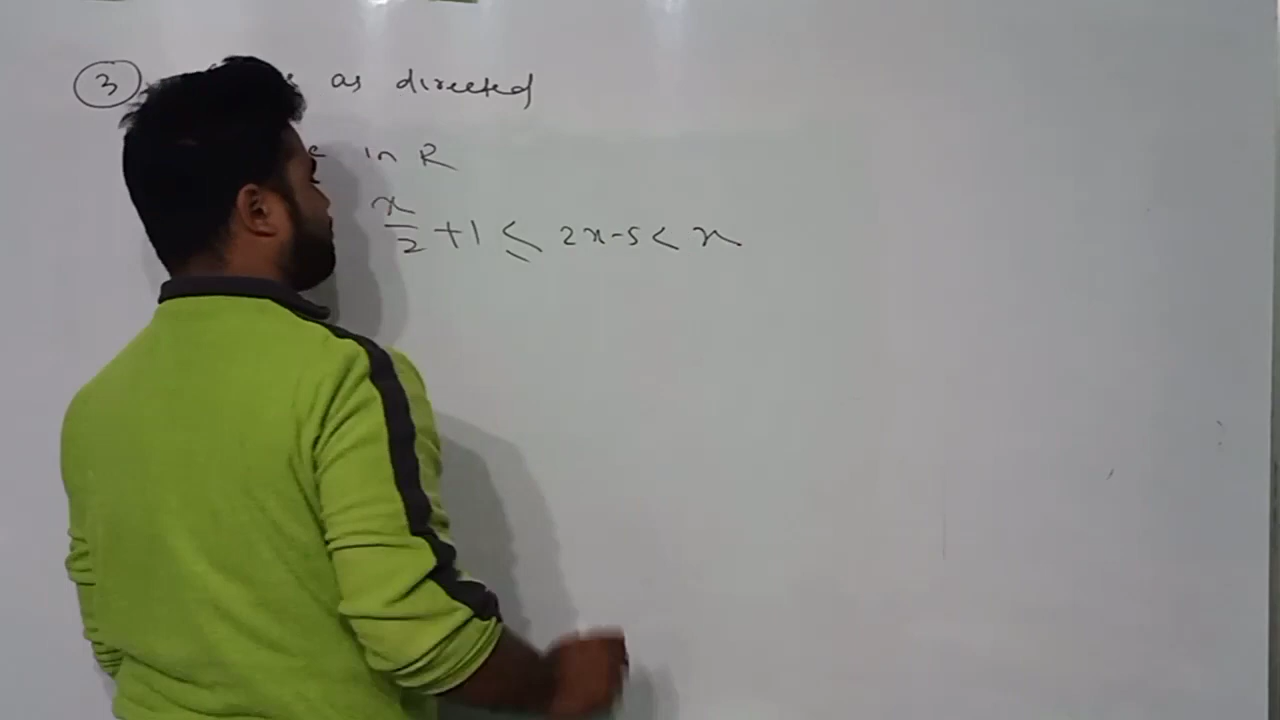 3 as directed
in R
x/2 + 1 ≤ 2x-5 < x